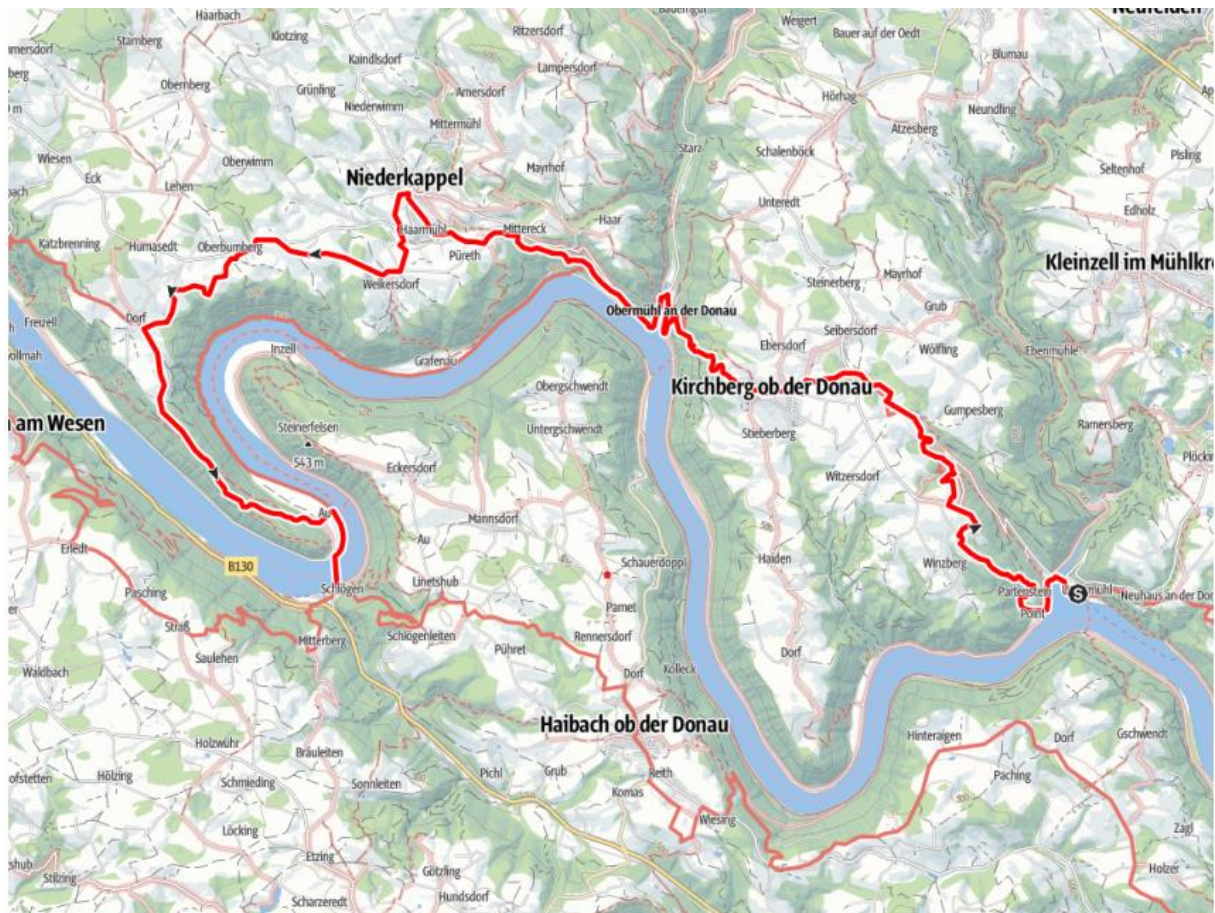 Haarbach
Klotzing
Stamberg
Kaindlsdorf
Ritzersdorf
Lampersdorf
Weigert
Bauer auf der Oedt
Blumau
Obernberg
Grünling
Niederwimm
Amersdorf
Mittermühl
Hörhag
Neundling
Atzesberg
Wiesen
Eck
Oberwimm
Lehen
Niederkappel
Mayrhof
Starz-
Schalenböck
Pisling
Seltenhof
Unteredt
Edholz
Katzbrenning
Humasedt
Oberbumberg
Haarmühl
Mittereck
Haar
Püreth
Weikersdorf
Kleinzell im Mühlkr
Steinerberg
Mayrhof
Grub
Freizell
Dorf
Obermühl an der Donau
Seibersdorf
Ebersdorf
Wölfling
Ebenmühle
Inzell
Grafenau
Obergschwendt
Kirchberg ob der Donau
Gumpesberg
Ramersberg
am Wesen
Steinerfelsen
543 m
Untergschwendt
Stieberberg
Eckersdorf
Witzersdorf
Au
Mannsdorf
Au
Erledt
B130
Pasching
Schlögen
Linetshub
Schauerdoppl
Haiden
Winzberg
Partenstein
Point
S
Neuhaus an der Don
Straß
Mitterberg
Schlögenleiten
Pamet
Rennersdorf
Saulehen
Pühret
Waldbach
Dorf
Kolleck
Dorf
Haibach ob der Donau
Holzwühr
Bräuleiten
Hinteraigen
Dorf
Gschwendt
Hölzing
Schmieding
Sonnleiten
Pichl
Grub
Reith
Komas
Paching
Wiesing
Löcking
Zagl
Etzing
Götzling
Holzer
Stilzing
Scharzeredt
Hundsdorf